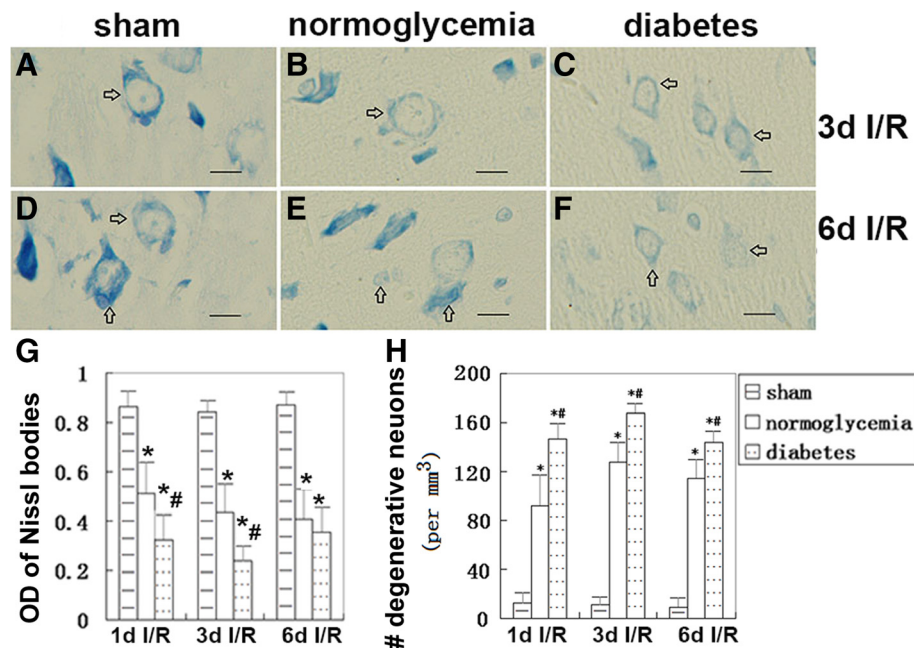 sham normoglycemia diabetes
A B C
3d I/R
D E F
6d I/R
G H
OD of Nissl bodies
1
0.8
0.6
0.4
0.2
0
* * *# * *# * *
1d I/R 3d I/R 6d I/R
# degenerative neuons
(per mm³)
200
160
120
80
40
0
* *# * *# * *#
1d I/R 3d I/R 6d I/R
sham
normoglycemia
diabetes